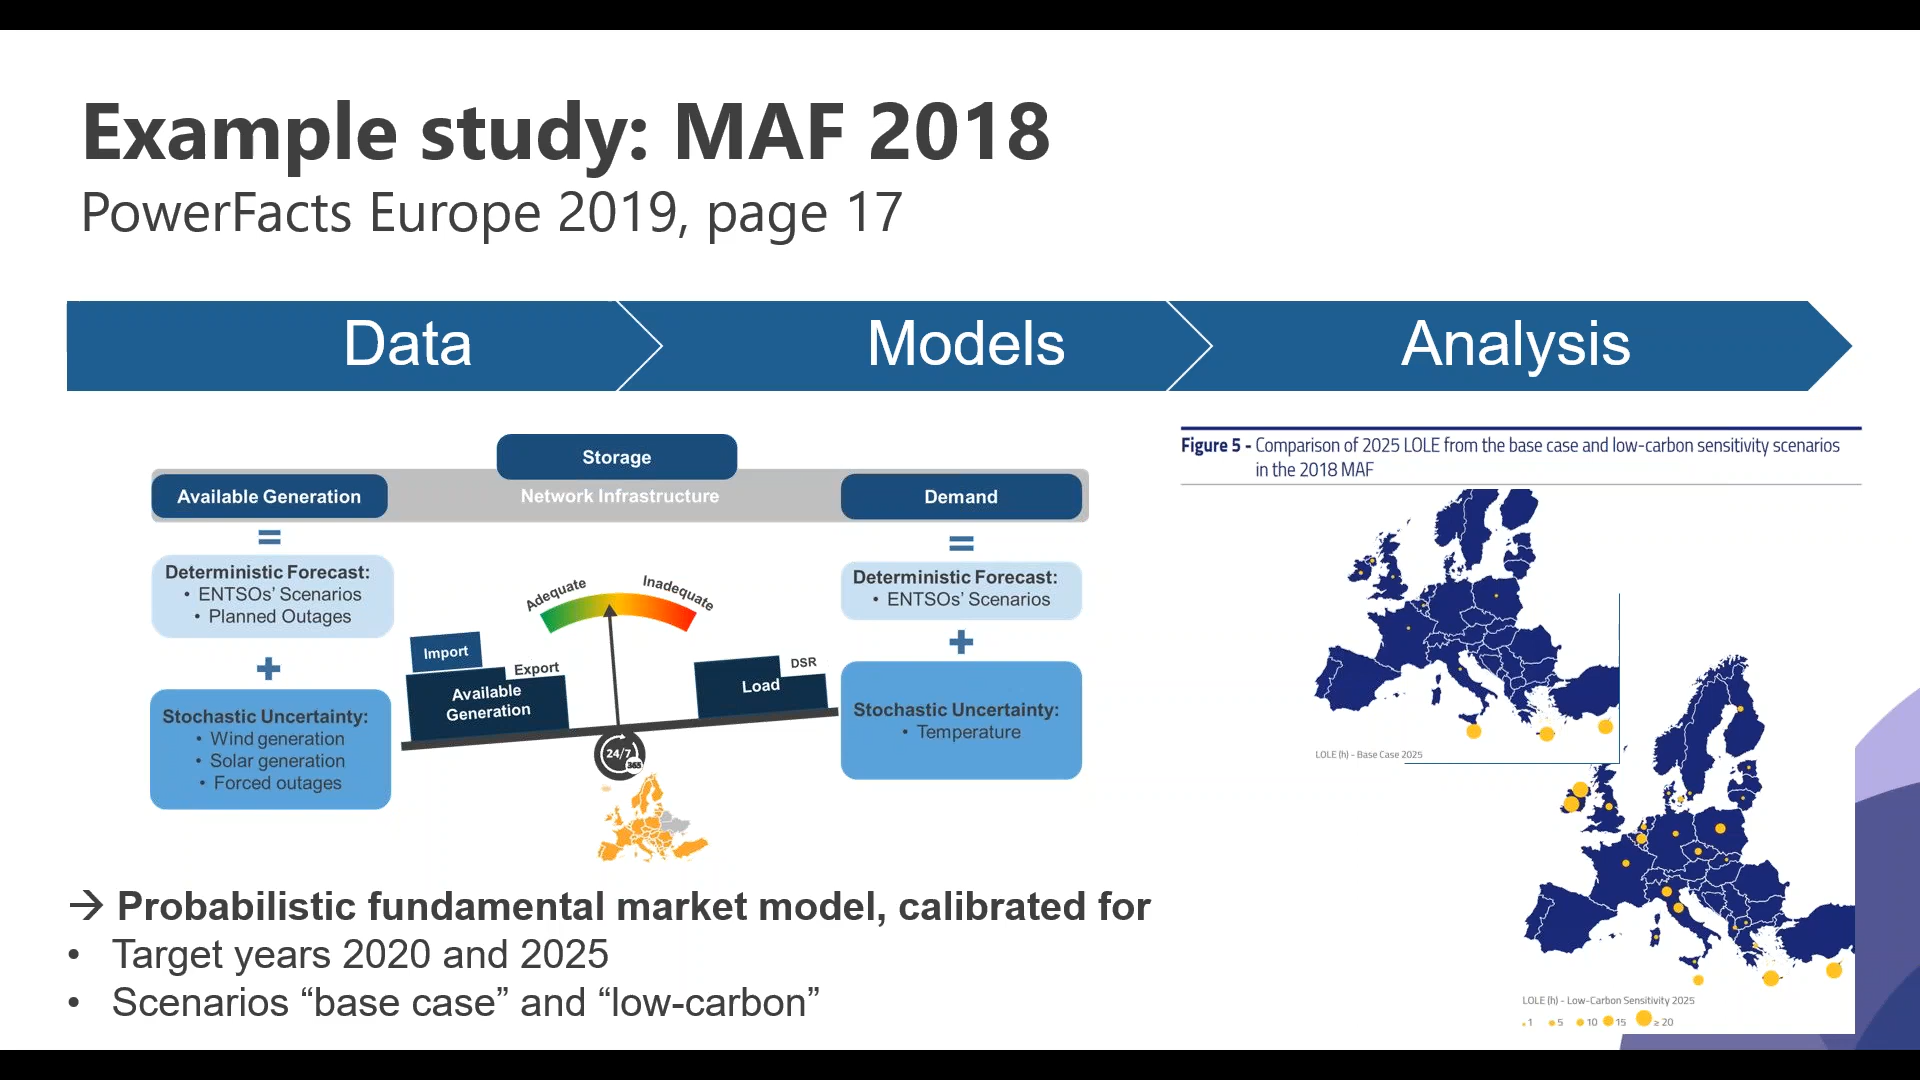 Example study: MAF 2018
PowerFacts Europe 2019, page 17
Data
Models
Analysis
Storage
Network Infrastructure
Available Generation
=
Deterministic Forecast:
• ENTSOs’ Scenarios
• Planned Outages
+
Stochastic Uncertainty:
• Wind generation
• Solar generation
• Forced outages
Adequate
Inadequate
Import
Export
Available
Generation
DSR
Load
24/7
365
Demand
=
Deterministic Forecast:
• ENTSOs’ Scenarios
+
Stochastic Uncertainty:
• Temperature
Figure 5 - Comparison of 2025 LOLE from the base case and low-carbon sensitivity scenarios
in the 2018 MAF
LOLE (h) - Base Case 2025
LOLE (h) - Low-Carbon Sensitivity 2025
1 5 10 15 ≥ 20
→ Probabilistic fundamental market model, calibrated for
• Target years 2020 and 2025
• Scenarios “base case” and “low-carbon”